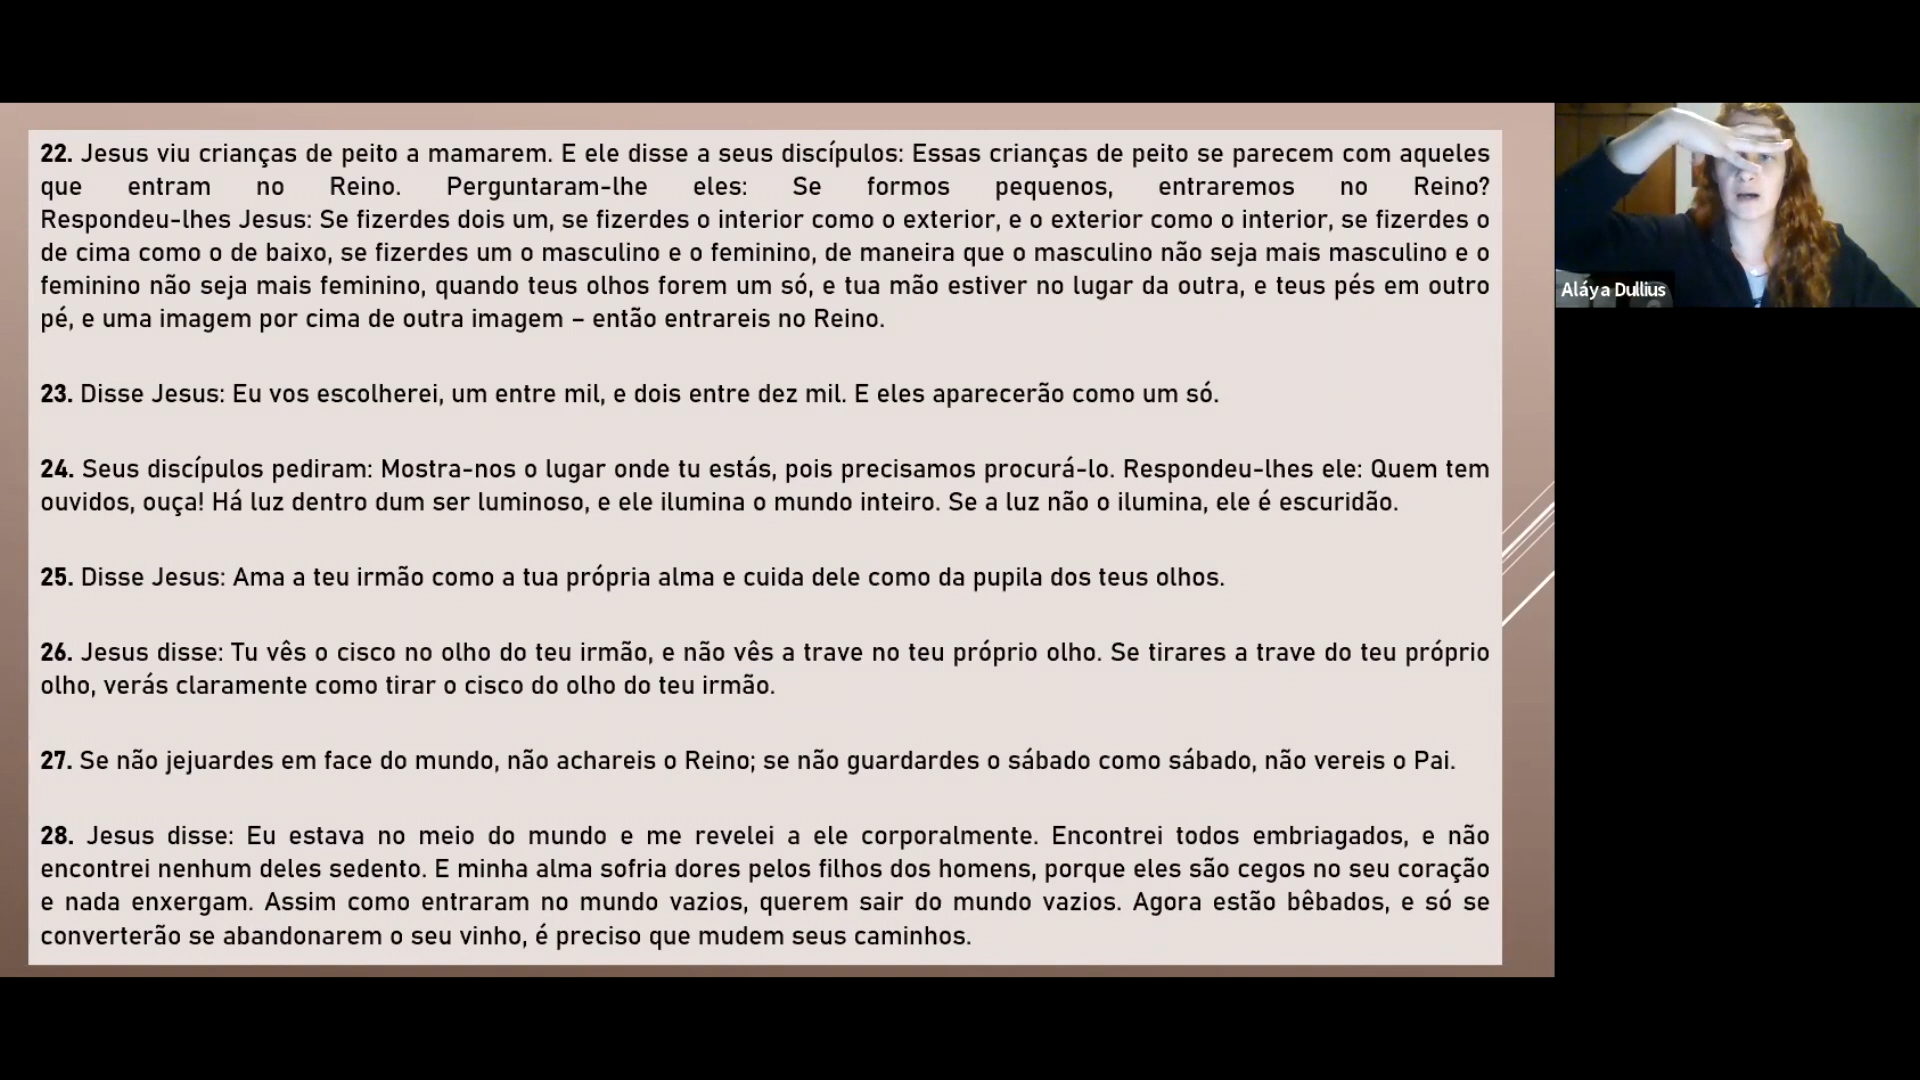 22. Jesus viu crianças de peito a mamarem. E ele disse a seus discípulos: Essas crianças de peito se parecem com aqueles
que entram no Reino. Perguntaram-lhe eles: Se formos pequenos, entraremos no Reino?
Respondeu-lhes Jesus: Se fizerdes dois um, se fizerdes o interior como o exterior, e o exterior como o interior, se fizerdes o
de cima como o de baixo, se fizerdes um o masculino e o feminino, de maneira que o masculino não seja mais masculino e o
feminino não seja mais feminino, quando teus olhos forem um só, e tua mão estiver no lugar da outra, e teus pés em outro
pé, e uma imagem por cima de outra imagem – então entrareis no Reino.
23. Disse Jesus: Eu vos escolherei, um entre mil, e dois entre dez mil. E eles aparecerão como um só.
24. Seus discípulos pediram: Mostra-nos o lugar onde tu estás, pois precisamos procurá-lo. Respondeu-lhes ele: Quem tem
ouvidos, ouça! Há luz dentro dum ser luminoso, e ele ilumina o mundo inteiro. Se a luz não o ilumina, ele é escuridão.
25. Disse Jesus: Ama a teu irmão como a tua própria alma e cuida dele como da pupila dos teus olhos.
26. Jesus disse: Tu vês o cisco no olho do teu irmão, e não vês a trave no teu próprio olho. Se tirares a trave do teu próprio
olho, verás claramente como tirar o cisco do olho do teu irmão.
27. Se não jejuardes em face do mundo, não achareis o Reino; se não guardardes o sábado como sábado, não vereis o Pai.
28. Jesus disse: Eu estava no meio do mundo e me revelei a ele corporalmente. Encontrei todos embriagados, e não
encontrei nenhum deles sedento. E minha alma sofria dores pelos filhos dos homens, porque eles são cegos no seu coração
e nada enxergam. Assim como entraram no mundo vazios, querem sair do mundo vazios. Agora estão bêbados, e só se
converterão se abandonarem o seu vinho, é preciso que mudem seus caminhos.
Aláya Dullius